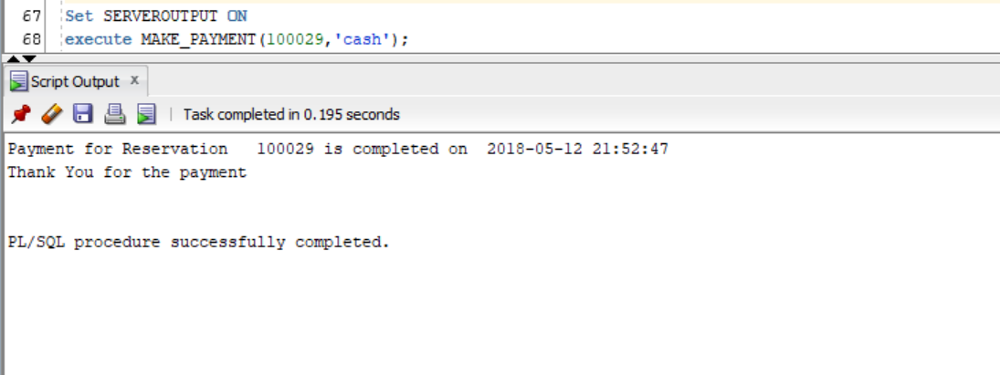 67 Set SERVEROUTPUT ON
68 execute MAKE_PAYMENT(100029,'cash');
Script Output x
Task completed in 0.195 seconds
Payment for Reservation   100029 is completed on  2018-05-12 21:52:47
Thank You for the payment
PL/SQL procedure successfully completed.